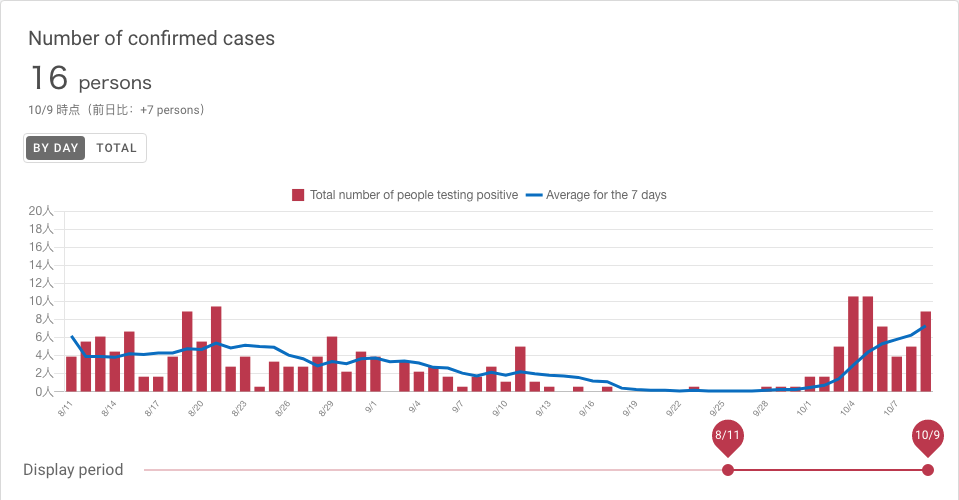 Number of confirmed cases
16 persons
10/9 時点（前日比：+7 persons）
BY DAY TOTAL
Total number of people testing positive Average for the 7 days
20人
18人
16人
14人
12人
10人
8人
6人
4人
2人
0人
8/11 8/14 8/17 8/20 8/23 8/26 8/29 9/1 9/4 9/7 9/10 9/13 9/16 9/19 9/22 9/25 9/28 10/1 10/4 10/7
8/11 10/9
Display period